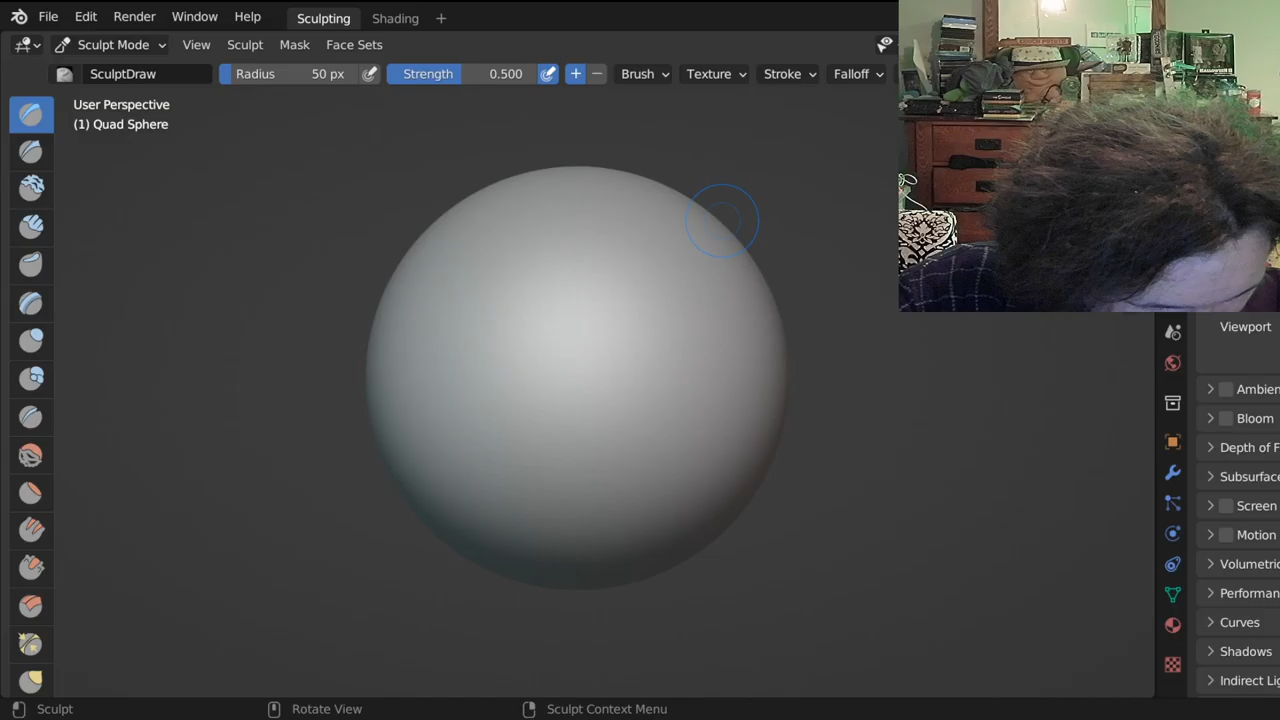 File Edit Render Window Help Sculpting Shading +
Sculpt Mode View Sculpt Mask Face Sets
SculptDraw Radius 50 px Strength 0.500 Brush Texture Stroke Falloff
User Perspective
(1) Quad Sphere
Viewport
Ambien
Bloom
Depth of F
Subsurface
Screen
Motion
Volumetric
Performan
Curves
Shadows
Indirect Lig
Sculpt Rotate View Sculpt Context Menu